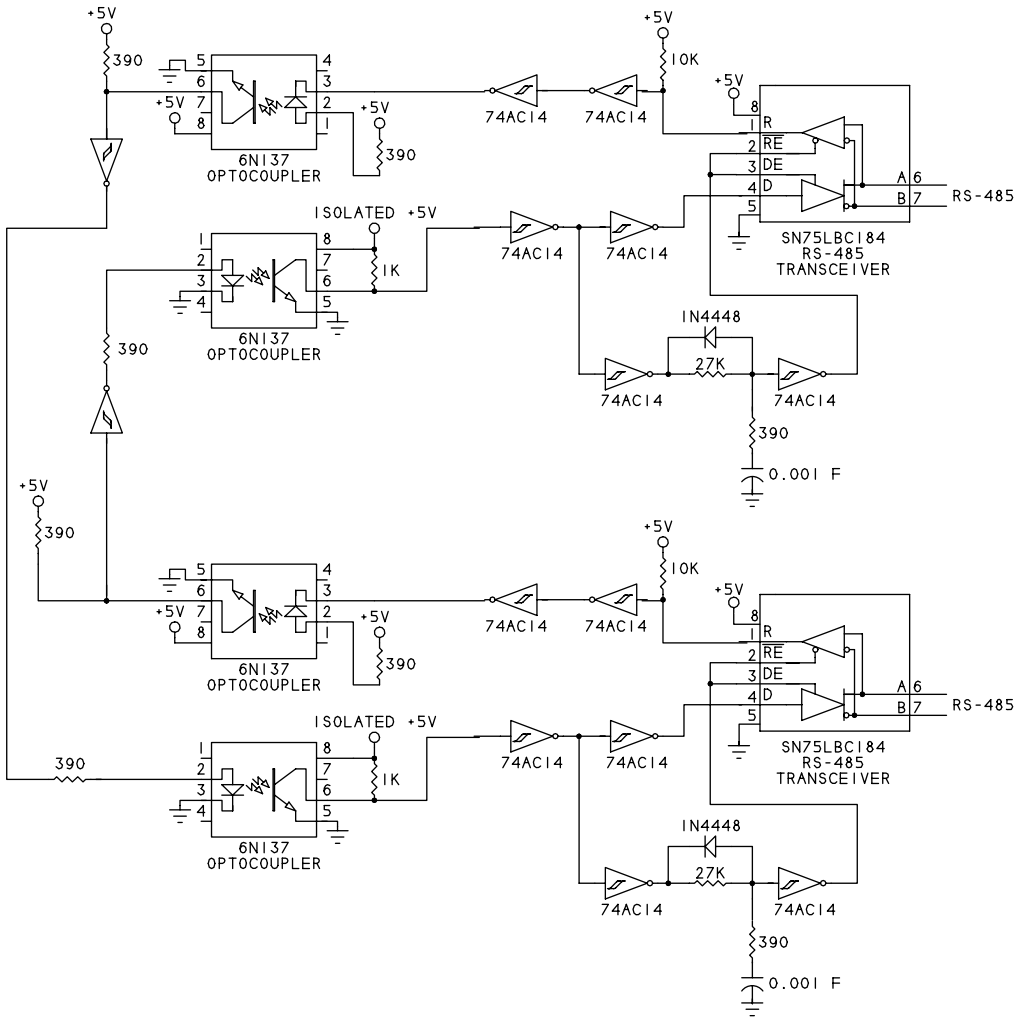 +5V
390
5
6
7
8
+5V
4
3
2
1
6N137
OPTOCOUPLER
+5V
390
74AC14
74AC14
+5V
10K
+5V
8
1
2
3
4
5
R
RE
DE
D
A
B
6
7
RS-485
SN75LBC184
RS-485
TRANSCEIVER
ISOLATED +5V
1
2
3
4
8
7
6
5
1K
6N137
OPTOCOUPLER
74AC14
74AC14
390
1N4448
27K
74AC14
74AC14
390
0.001 F
+5V
390
5
6
7
8
+5V
4
3
2
1
6N137
OPTOCOUPLER
+5V
390
74AC14
74AC14
+5V
10K
+5V
8
1
2
3
4
5
R
RE
DE
D
A
B
6
7
RS-485
SN75LBC184
RS-485
TRANSCEIVER
ISOLATED +5V
390
1
2
3
4
8
7
6
5
1K
6N137
OPTOCOUPLER
74AC14
74AC14
1N4448
27K
74AC14
74AC14
390
0.001 F